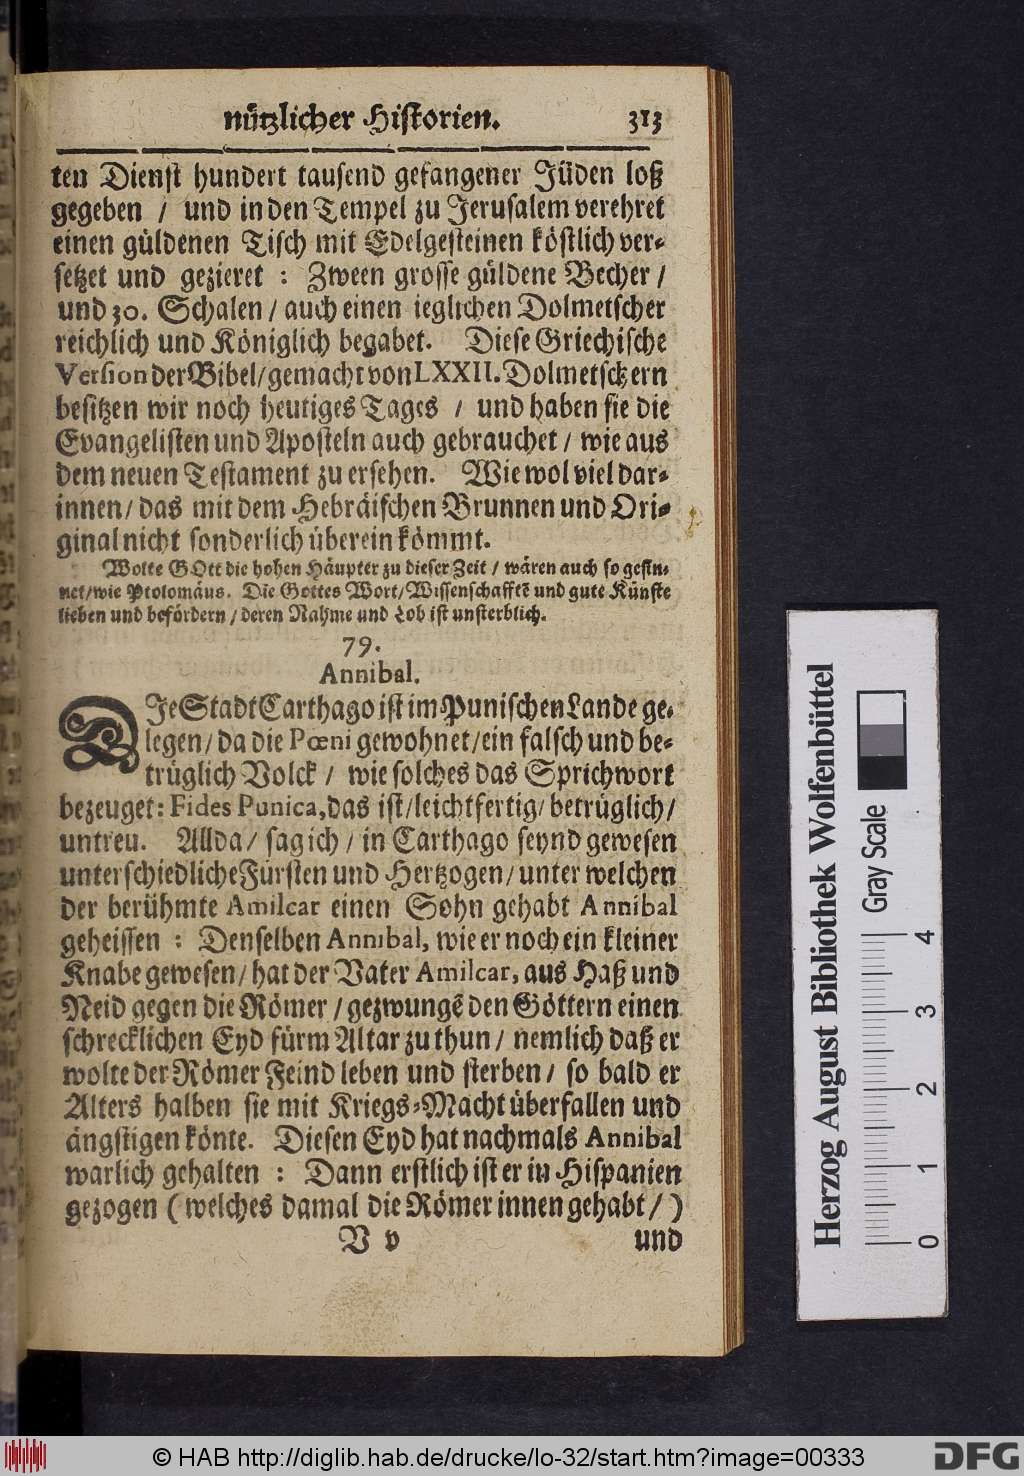 nützlicher Historien. 313
ten Dienst hundert tausend gefangener Jüden loß
gegeben / und in den Tempel zu Jerusalem verehret
einen güldenen Tisch mit Edelgesteinen köstlich ver-
setzet und gezieret : Zween grosse güldene Becher /
und 30. Schalen / auch einen ieglichen Dolmetscher
reichlich und Königlich begabet. Diese Griechische
Version der Bibel / gemacht von LXXII. Dolmetschern
besitzen wir noch heutiges Tages / und haben sie die
Evangelisten und Aposteln auch gebrauchet / wie aus
dem neuen Testament zu ersehen. Wiewol viel dar-
innen / das mit dem Hebräischen Brunnen und Ori-
ginal nicht sonderlich überein kömmt.
Wolte GOtt die hohen Häupter zu dieser Zeit / wären auch so gesin-
net / wie Ptolomäus. Die Gottes Wort / Wissenschafftē und gute Künste
lieben und befördern / deren Nahme und Lob ist unsterblich.
79.
Annibal.
DIe Stadt Carthago ist im Punischen Lande ge-
legen / da die Pœni gewohnet / ein falsch und be-
trüglich Volck / wie solches das Sprichwort
bezeuget: Fides Punica, das ist / leichtfertig / betrüglich /
untreu. Allda / sag ich / in Carthago seynd gewesen
unterschiedliche Fürsten und Hertzogen / unter welchen
der berühmte Amilcar einen Sohn gehabt Annibal
geheissen : Denselben Annibal, wie er noch ein kleiner
Knabe gewesen / hat der Vater Amilcar, aus Haß und
Neid gegen die Römer / gezwungē den Göttern einen
schrecklichen Eyd fürm Altar zu thun / nemlich daß er
wolte der Römer Feind leben und sterben / so bald er
Alters halben sie mit Kriegs-Macht überfallen und
ängstigen könte. Diesen Eyd hat nachmals Annibal
warlich gehalten : Dann erstlich ist er in Hispanien
gezogen ( welches damal die Römer innen gehabt / )
V v und
Herzog August Bibliothek Wolfenbüttel
Gray Scale
0 1 2 3 4
© HAB http://diglib.hab.de/drucke/lo-32/start.htm?image=00333
DFG